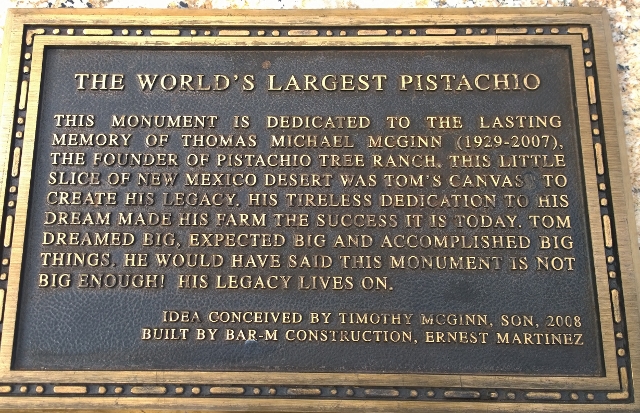 THE WORLD'S LARGEST PISTACHIO
THIS MONUMENT IS DEDICATED TO THE LASTING
MEMORY OF THOMAS MICHAEL MCGINN (1929-2007),
THE FOUNDER OF PISTACHIO TREE RANCH. THIS LITTLE
SLICE OF NEW MEXICO DESERT WAS TOM'S CANVAS TO
CREATE HIS LEGACY. HIS TIRELESS DEDICATION TO HIS
DREAM MADE HIS FARM THE SUCCESS IT IS TODAY. TOM
DREAMED BIG, EXPECTED BIG AND ACCOMPLISHED BIG
THINGS, HE WOULD HAVE SAID THIS MONUMENT IS NOT
BIG ENOUGH! HIS LEGACY LIVES ON.
IDEA CONCEIVED BY TIMOTHY MCGINN, SON, 2008
BUILT BY BAR-M CONSTRUCTION, ERNEST MARTINEZ